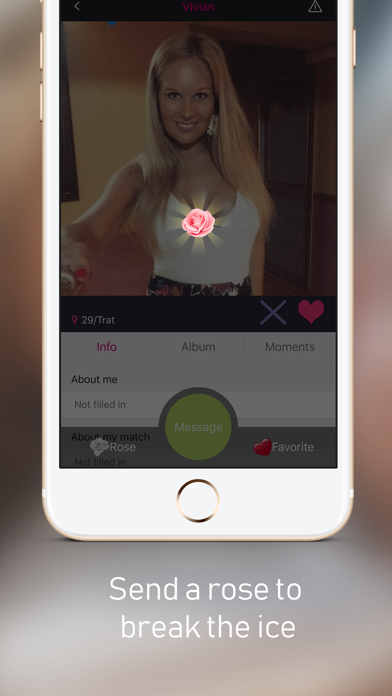 Vivian
29/Trat
Info Album Moments
About me
Not filled in
Message
About my match
Rose Favorite
Not filled in
Send a rose to
break the ice